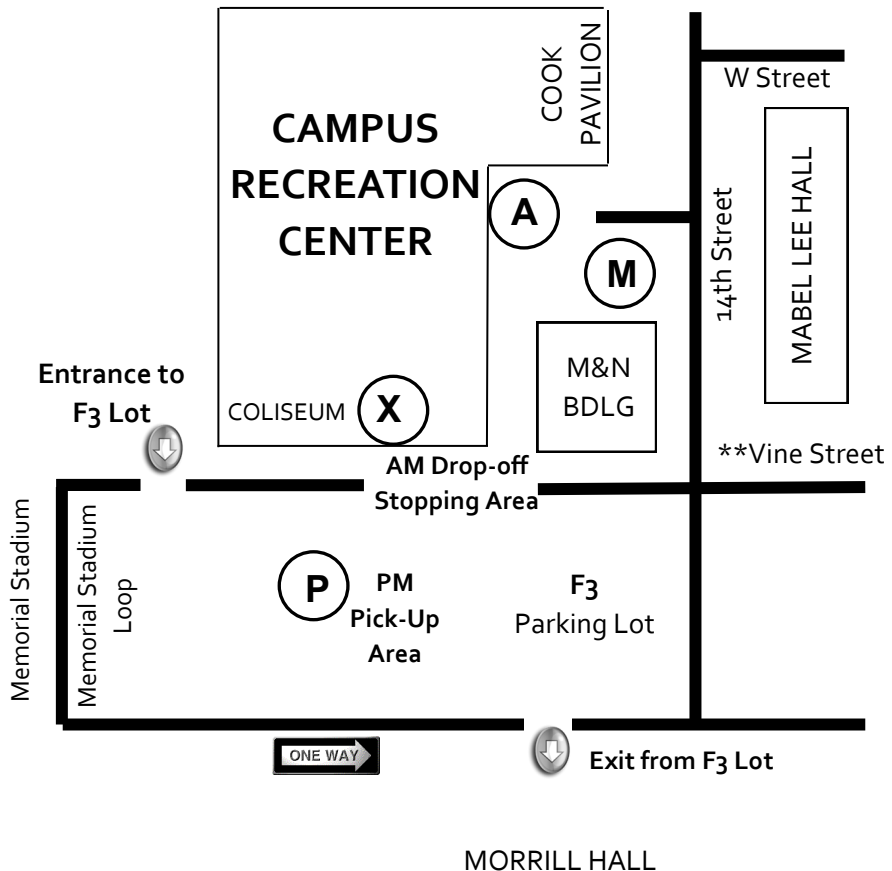 COOK
PAVILION
W Street
CAMPUS
RECREATION
CENTER
A
14th Street
MABEL LEE HALL
M
M&N
BDLG
Entrance to
F3 Lot
COLISEUM
X
**Vine Street
AM Drop-off
Stopping Area
Memorial Stadium
Memorial Stadium
Loop
P
PM
Pick-Up
Area
F3
Parking Lot
ONE WAY
Exit from F3 Lot
MORRILL HALL